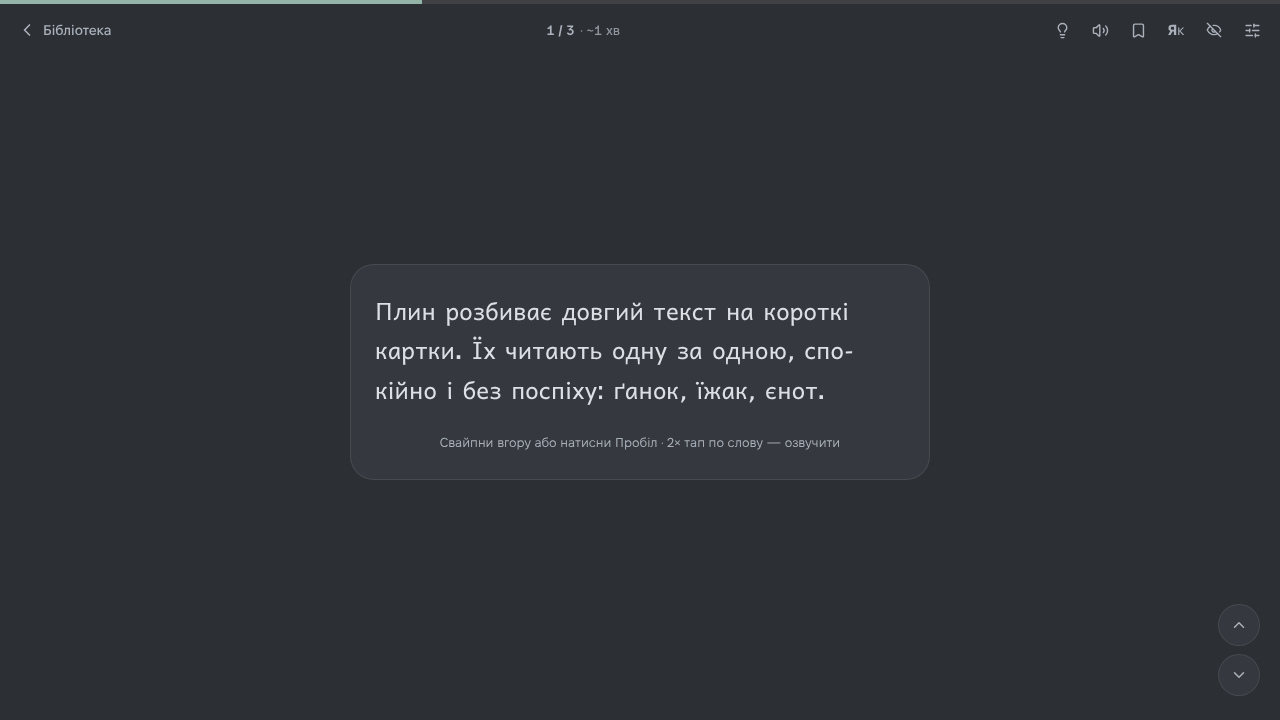 Бібліотека
1 / 3 · ~1 хв
Як
Плин розбиває довгий текст на короткі
картки. Їх читають одну за одною, спо-
кійно і без поспіху: ґанок, їжак, єнот.
Свайпни вгору або натисни Пробіл · 2× тап по слову — озвучити